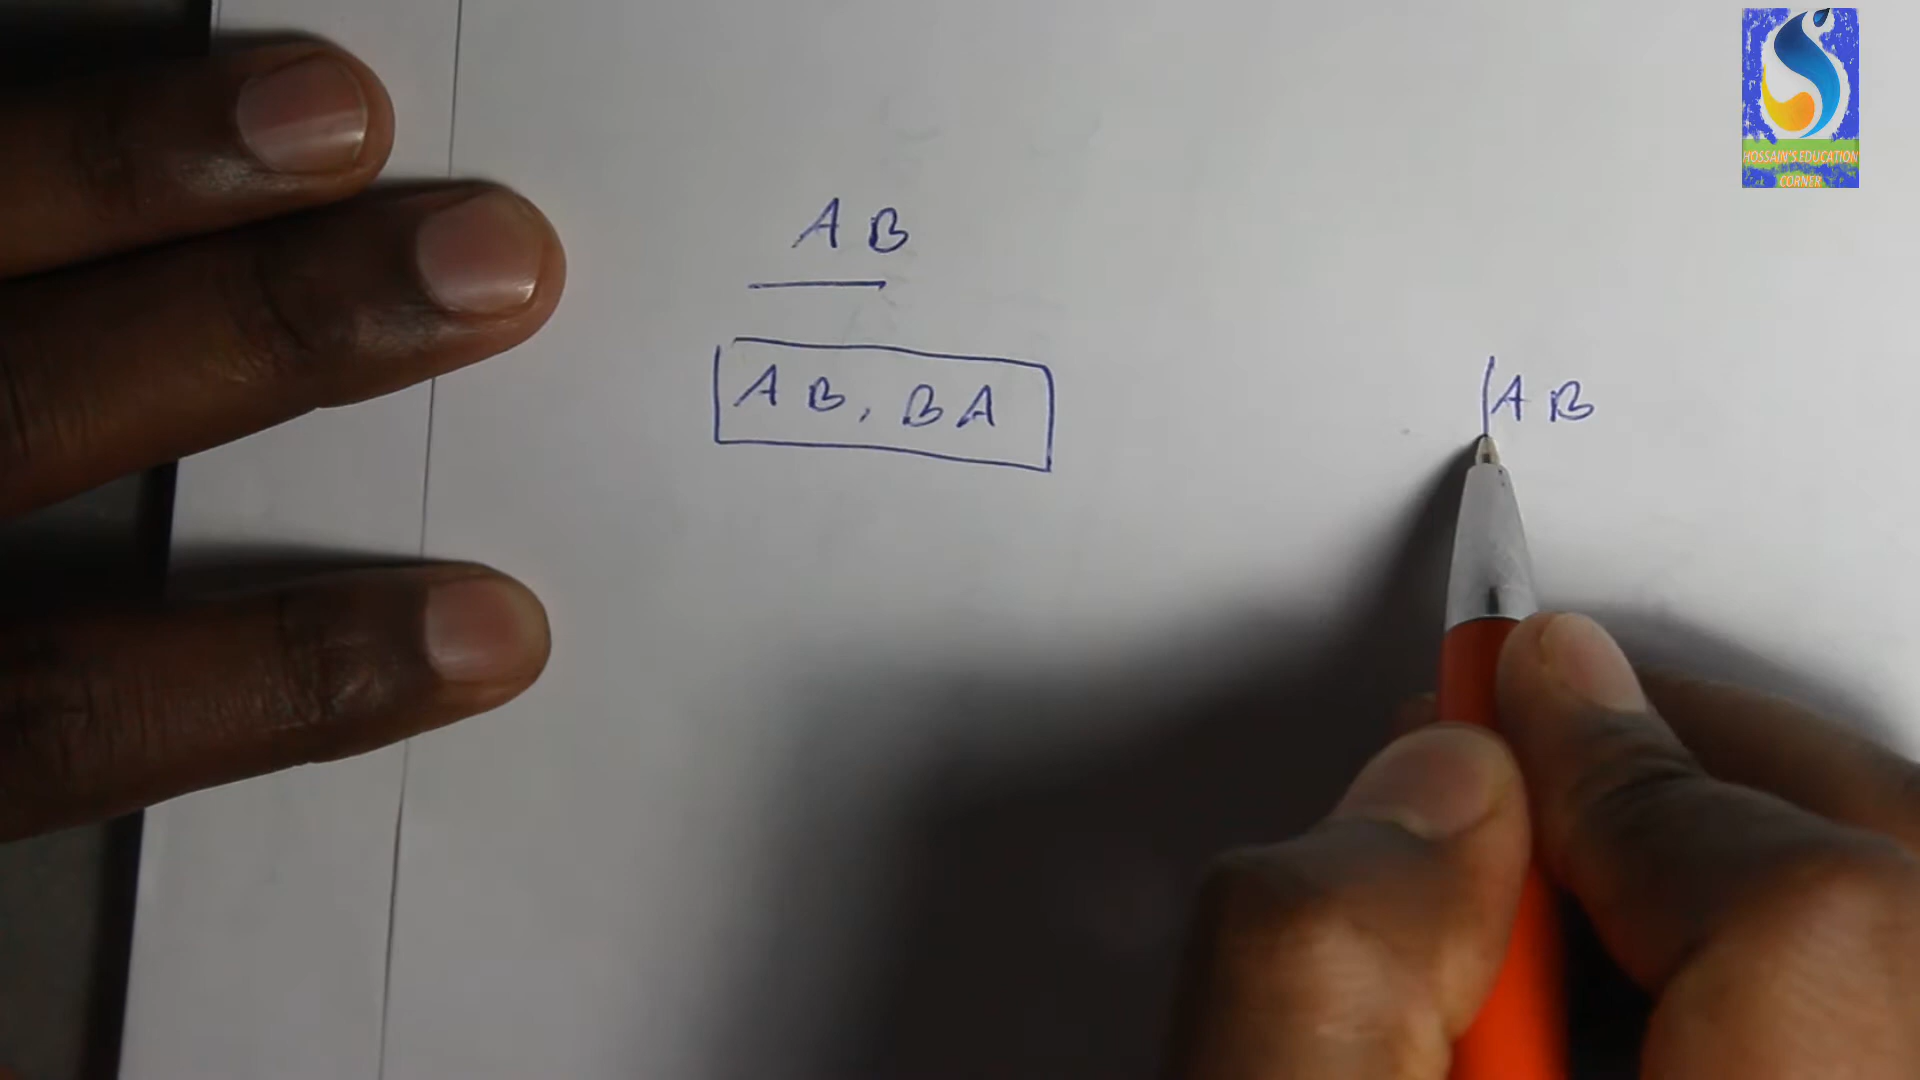 HOSSAIN'S EDUCATION
CORNER
A B
A B, B A
A B